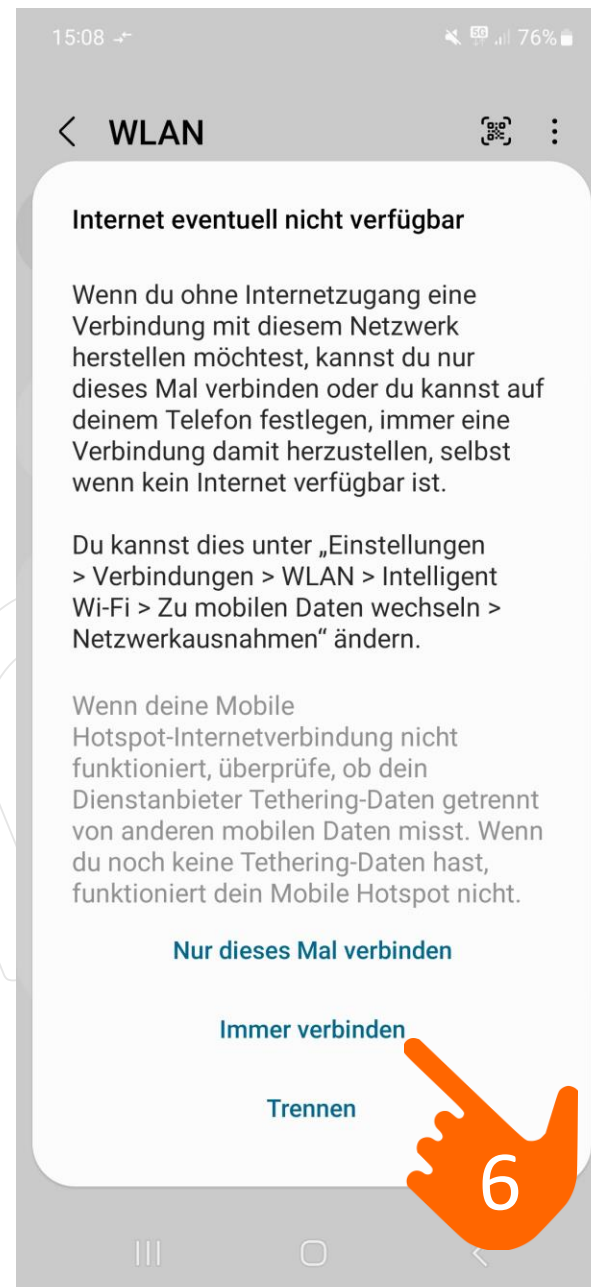 15:08
5G 76%
WLAN
Internet eventuell nicht verfügbar
Wenn du ohne Internetzugang eine
Verbindung mit diesem Netzwerk
herstellen möchtest, kannst du nur
dieses Mal verbinden oder du kannst auf
deinem Telefon festlegen, immer eine
Verbindung damit herzustellen, selbst
wenn kein Internet verfügbar ist.
Du kannst dies unter „Einstellungen
> Verbindungen > WLAN > Intelligent
Wi-Fi > Zu mobilen Daten wechseln >
Netzwerkausnahmen“ ändern.
Wenn deine Mobile
Hotspot-Internetverbindung nicht
funktioniert, überprüfe, ob dein
Dienstanbieter Tethering-Daten getrennt
von anderen mobilen Daten misst. Wenn
du noch keine Tethering-Daten hast,
funktioniert dein Mobile Hotspot nicht.
Nur dieses Mal verbinden
Immer verbinden
Trennen
6